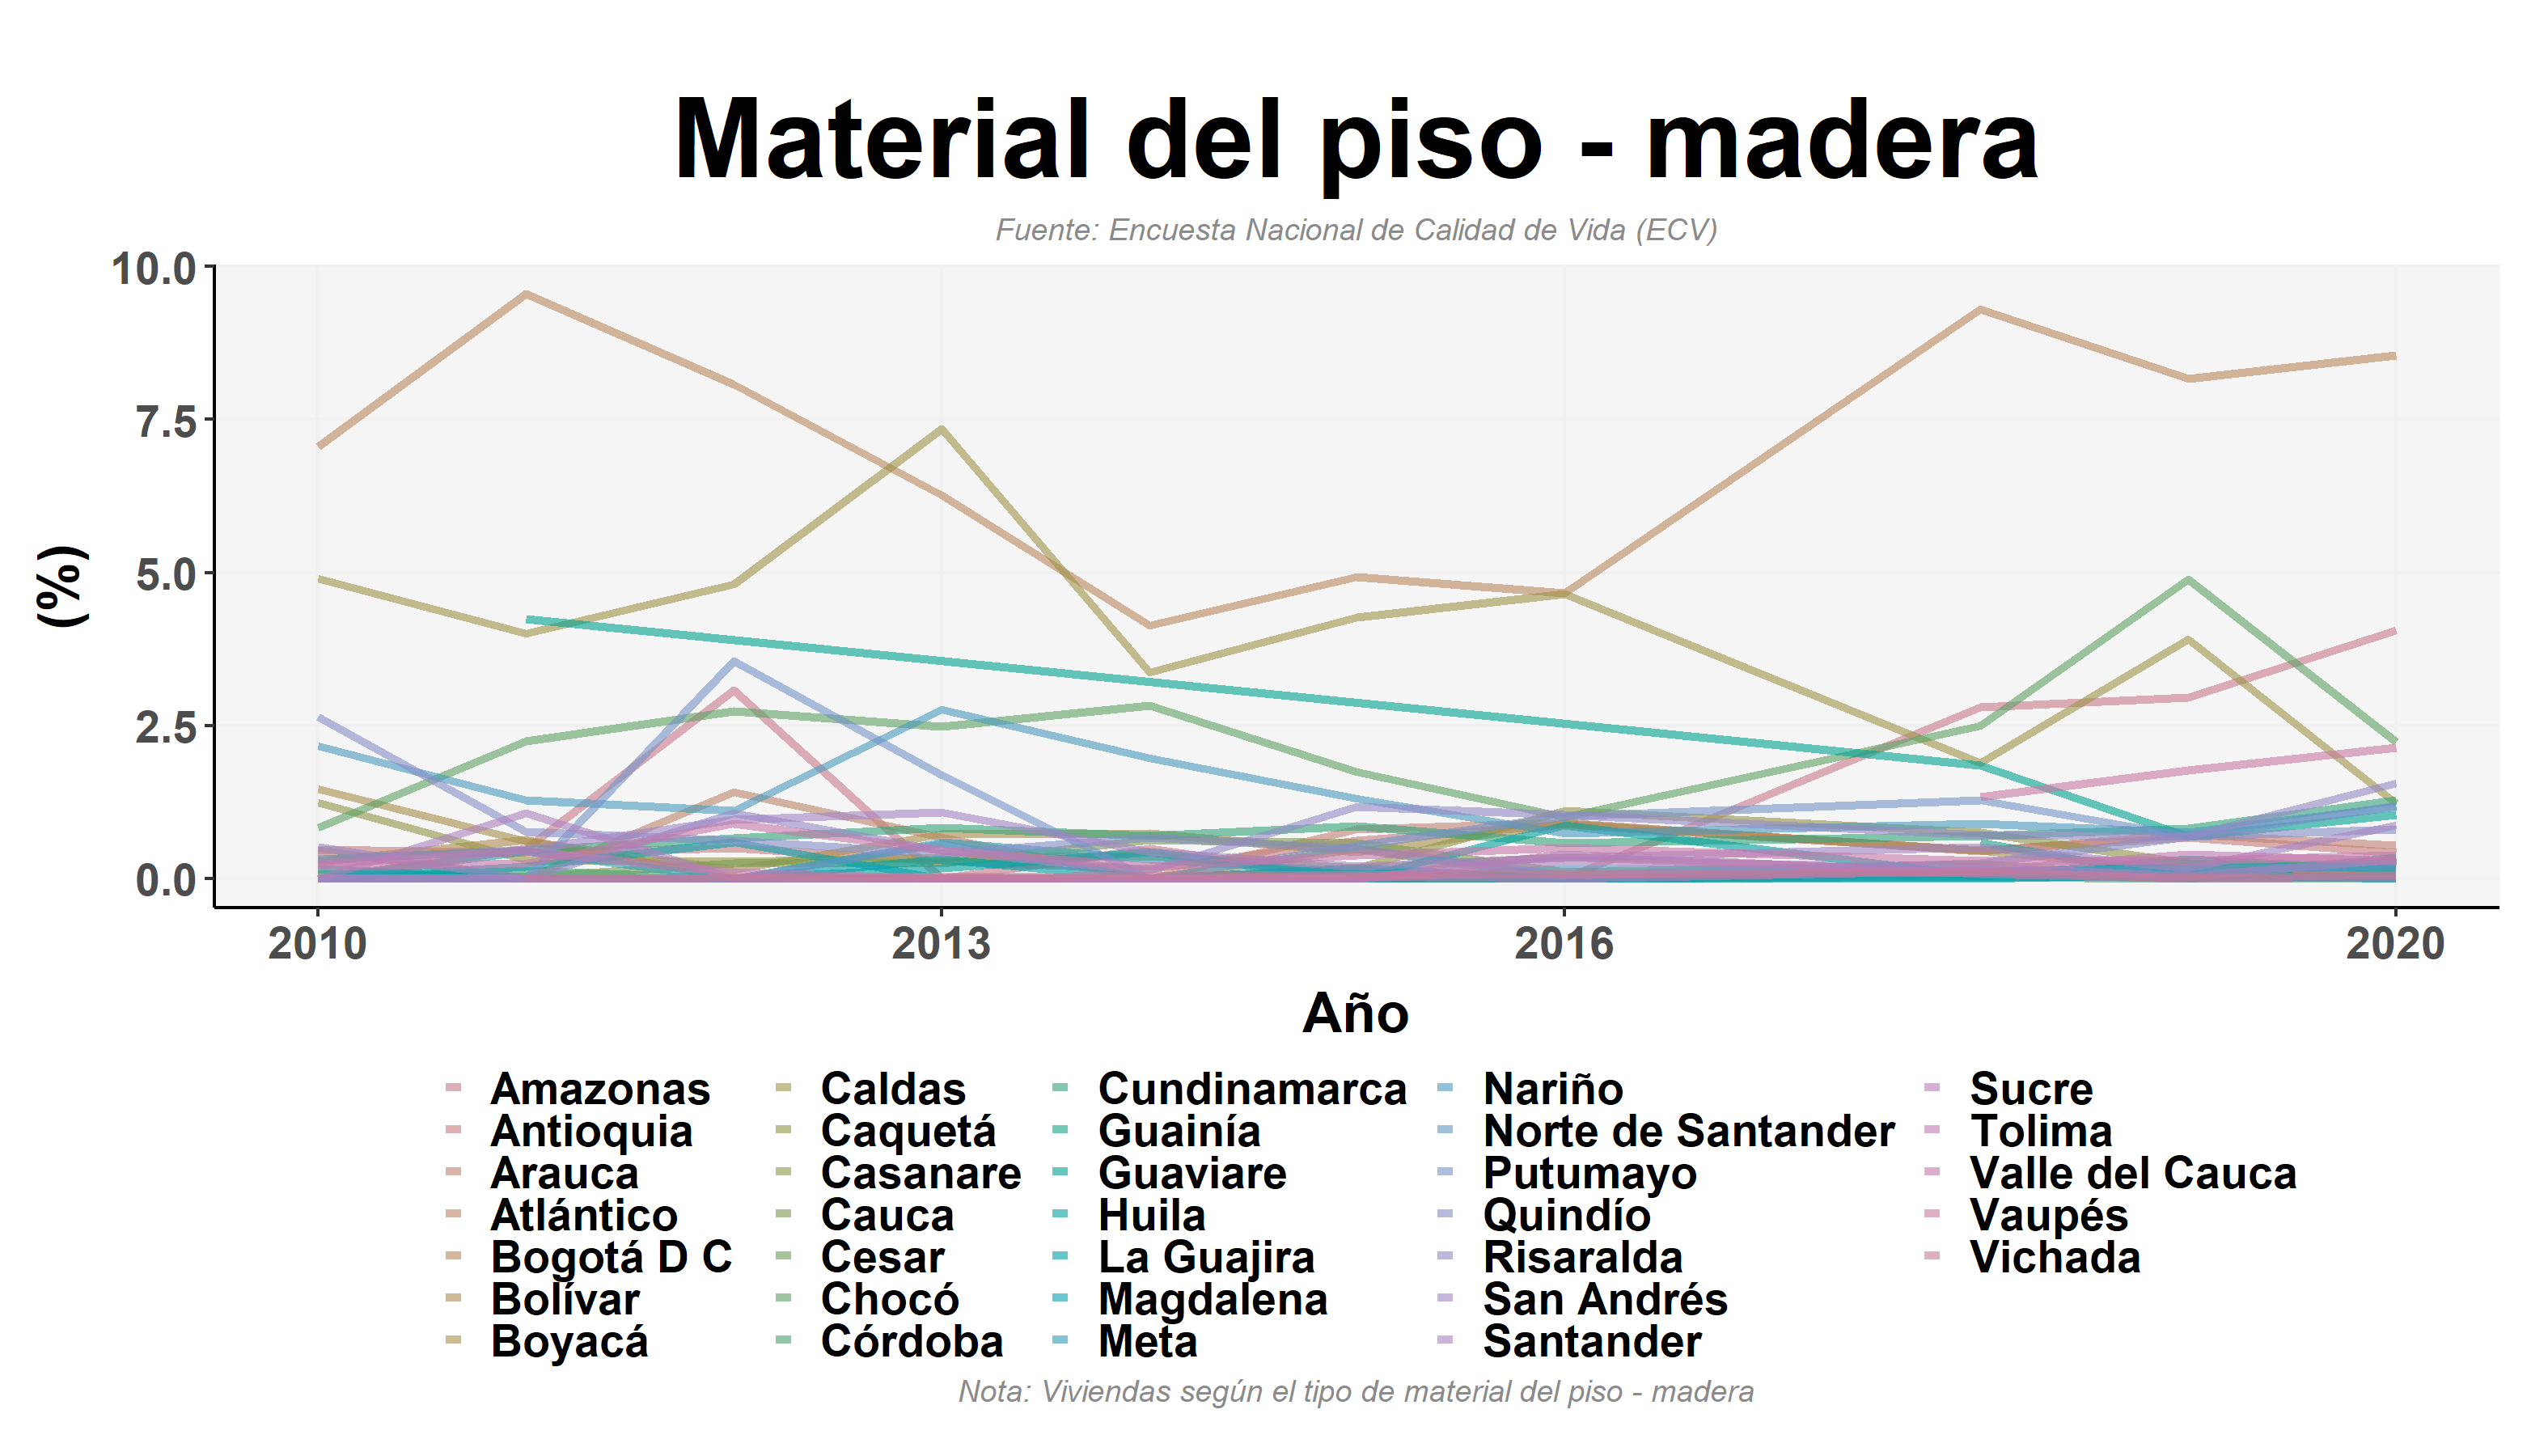 Material del piso - madera
Fuente: Encuesta Nacional de Calidad de Vida (ECV)
(%)
10.0
7.5
5.0
2.5
0.0
2010
2013
2016
2020
Año
Amazonas
Antioquia
Arauca
Atlántico
Bogotá D C
Bolívar
Boyacá
Caldas
Caquetá
Casanare
Cauca
Cesar
Chocó
Córdoba
Cundinamarca
Guainía
Guaviare
Huila
La Guajira
Magdalena
Meta
Nariño
Norte de Santander
Putumayo
Quindío
Risaralda
San Andrés
Santander
Sucre
Tolima
Valle del Cauca
Vaupés
Vichada
Nota: Viviendas según el tipo de material del piso - madera